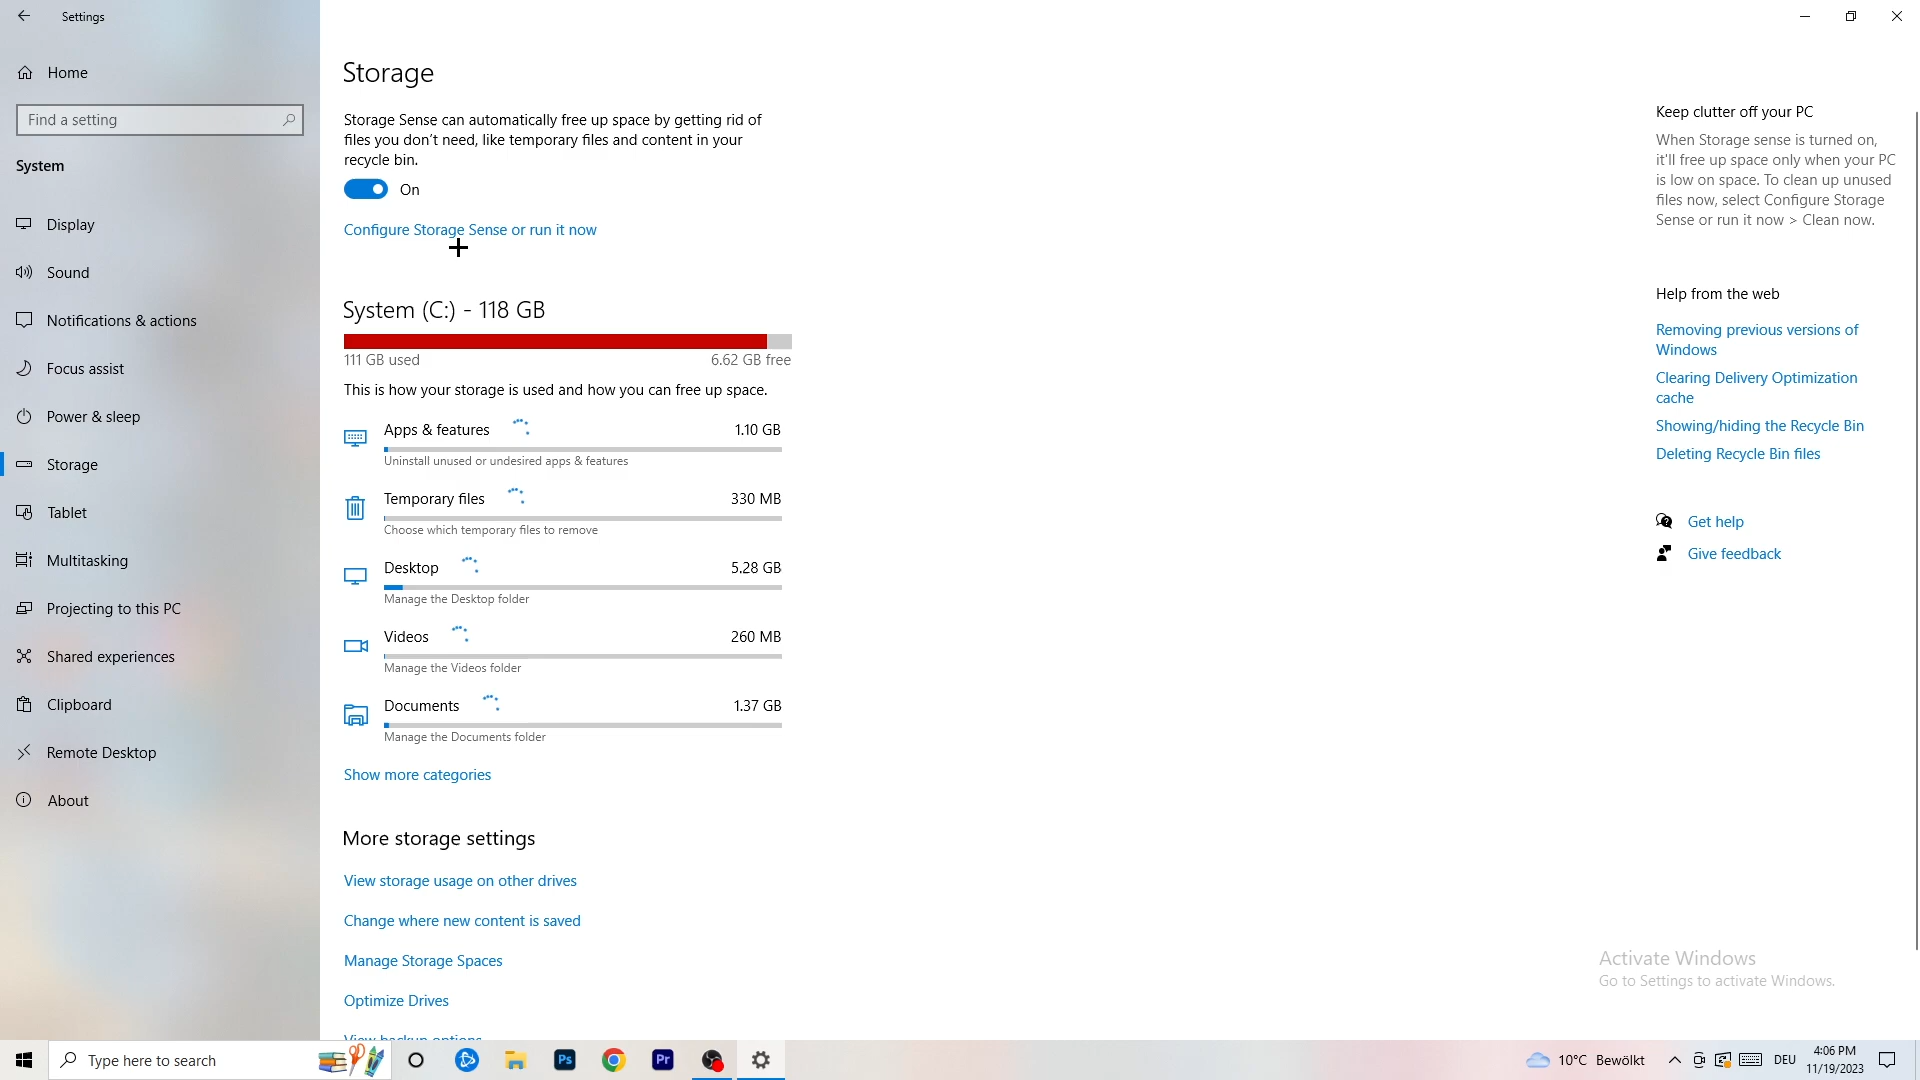 Settings
Home
Find a setting
System
Display
Sound
Notifications & actions
Focus assist
Power & sleep
Storage
Tablet
Multitasking
Projecting to this PC
Shared experiences
Clipboard
Remote Desktop
About
Storage
Storage Sense can automatically free up space by getting rid of
files you don't need, like temporary files and content in your
recycle bin.
On
Configure Storage Sense or run it now
System (C:) - 118 GB
111 GB used
6.62 GB free
This is how your storage is used and how you can free up space.
Apps & features
1.10 GB
Uninstall unused or undesired apps & features
Temporary files
330 MB
Choose which temporary files to remove
Desktop
5.28 GB
Manage the Desktop folder
Videos
260 MB
Manage the Videos folder
Documents
1.37 GB
Manage the Documents folder
Show more categories
More storage settings
View storage usage on other drives
Change where new content is saved
Manage Storage Spaces
Optimize Drives
View backup options
Keep clutter off your PC
When Storage sense is turned on,
it'll free up space only when your PC
is low on space. To clean up unused
files now, select Configure Storage
Sense or run it now > Clean now.
Help from the web
Removing previous versions of
Windows
Clearing Delivery Optimization
cache
Showing/hiding the Recycle Bin
Deleting Recycle Bin files
Get help
Give feedback
Activate Windows
Go to Settings to activate Windows.
Type here to search
Ps
Pr
10°C Bewölkt
DEU
4:06 PM
11/19/2023